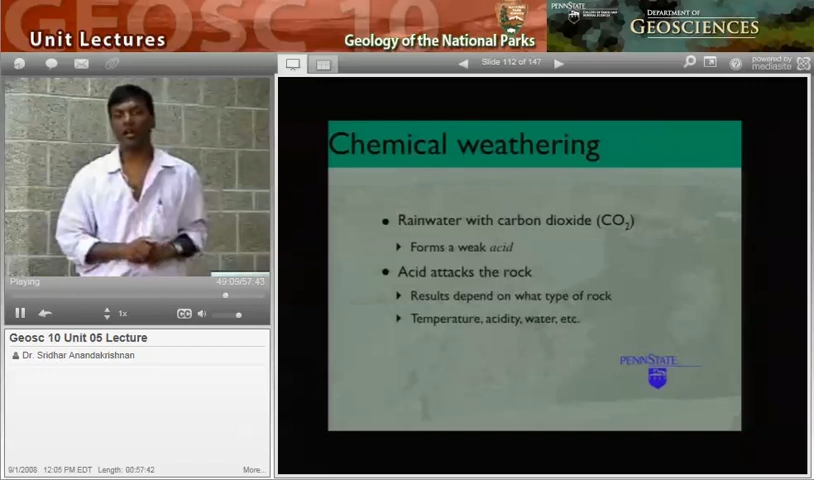 GEOSC 10
Unit Lectures
Geology of the National Parks
PENNSTATE
DEPARTMENT OF
GEOSCIENCES
Slide 112 of 147
powered by
mediasite
Chemical weathering
Rainwater with carbon dioxide (CO2)
Forms a weak acid
Acid attacks the rock
Results depend on what type of rock
Temperature, acidity, water, etc.
PENNSTATE
Playing
49:09/57:43
1x
CC
Geosc 10 Unit 05 Lecture
Dr. Sridhar Anandakrishnan
9/1/2008 12:05 PM EDT Length: 00:57:42
More..